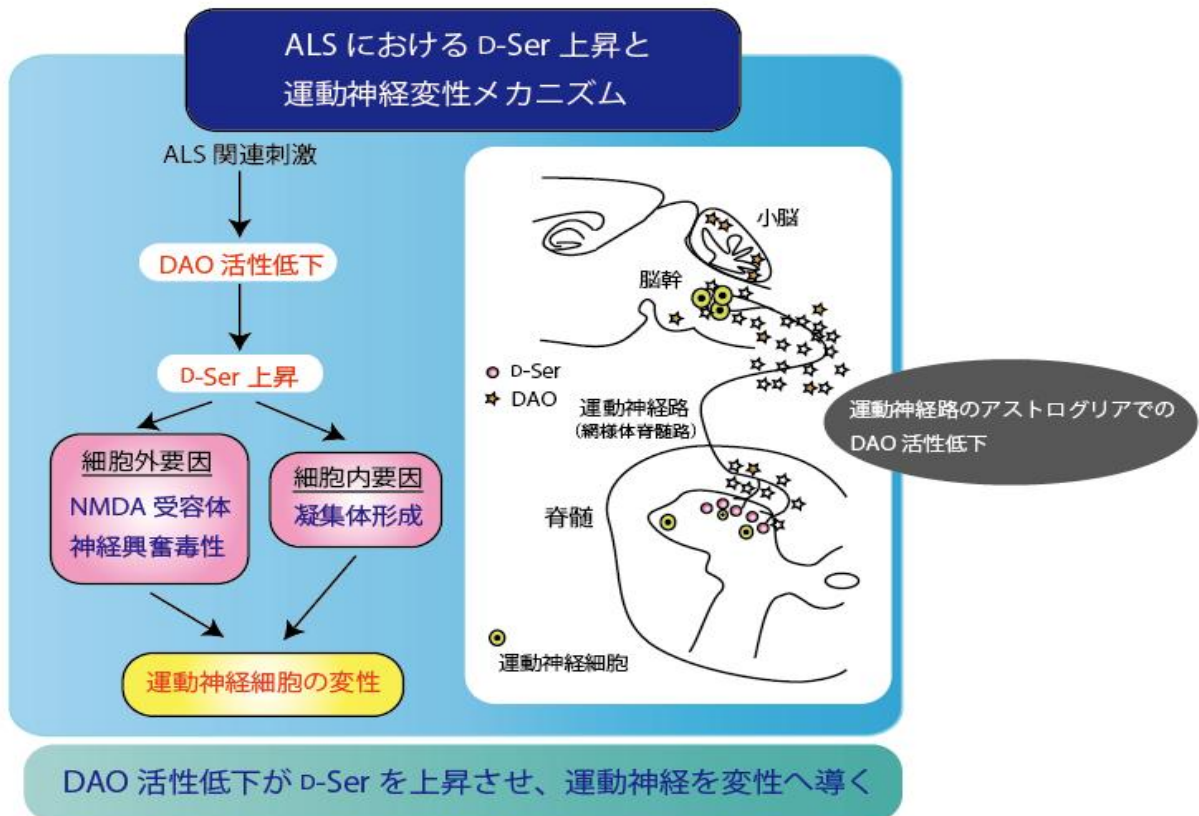 ALS における D-Ser 上昇と
運動神経変性メカニズム
ALS 関連刺激
DAO 活性低下
D-Ser 上昇
細胞外要因
NMDA 受容体
神経興奮毒性
細胞内要因
凝集体形成
運動神経細胞の変性
小脳
脳幹
D-Ser
DAO
運動神経路
（網様体脊髄路）
脊髄
運動神経細胞
運動神経路のアストログリアでの
DAO 活性低下
DAO 活性低下が D-Ser を上昇させ、運動神経を変性へ導く